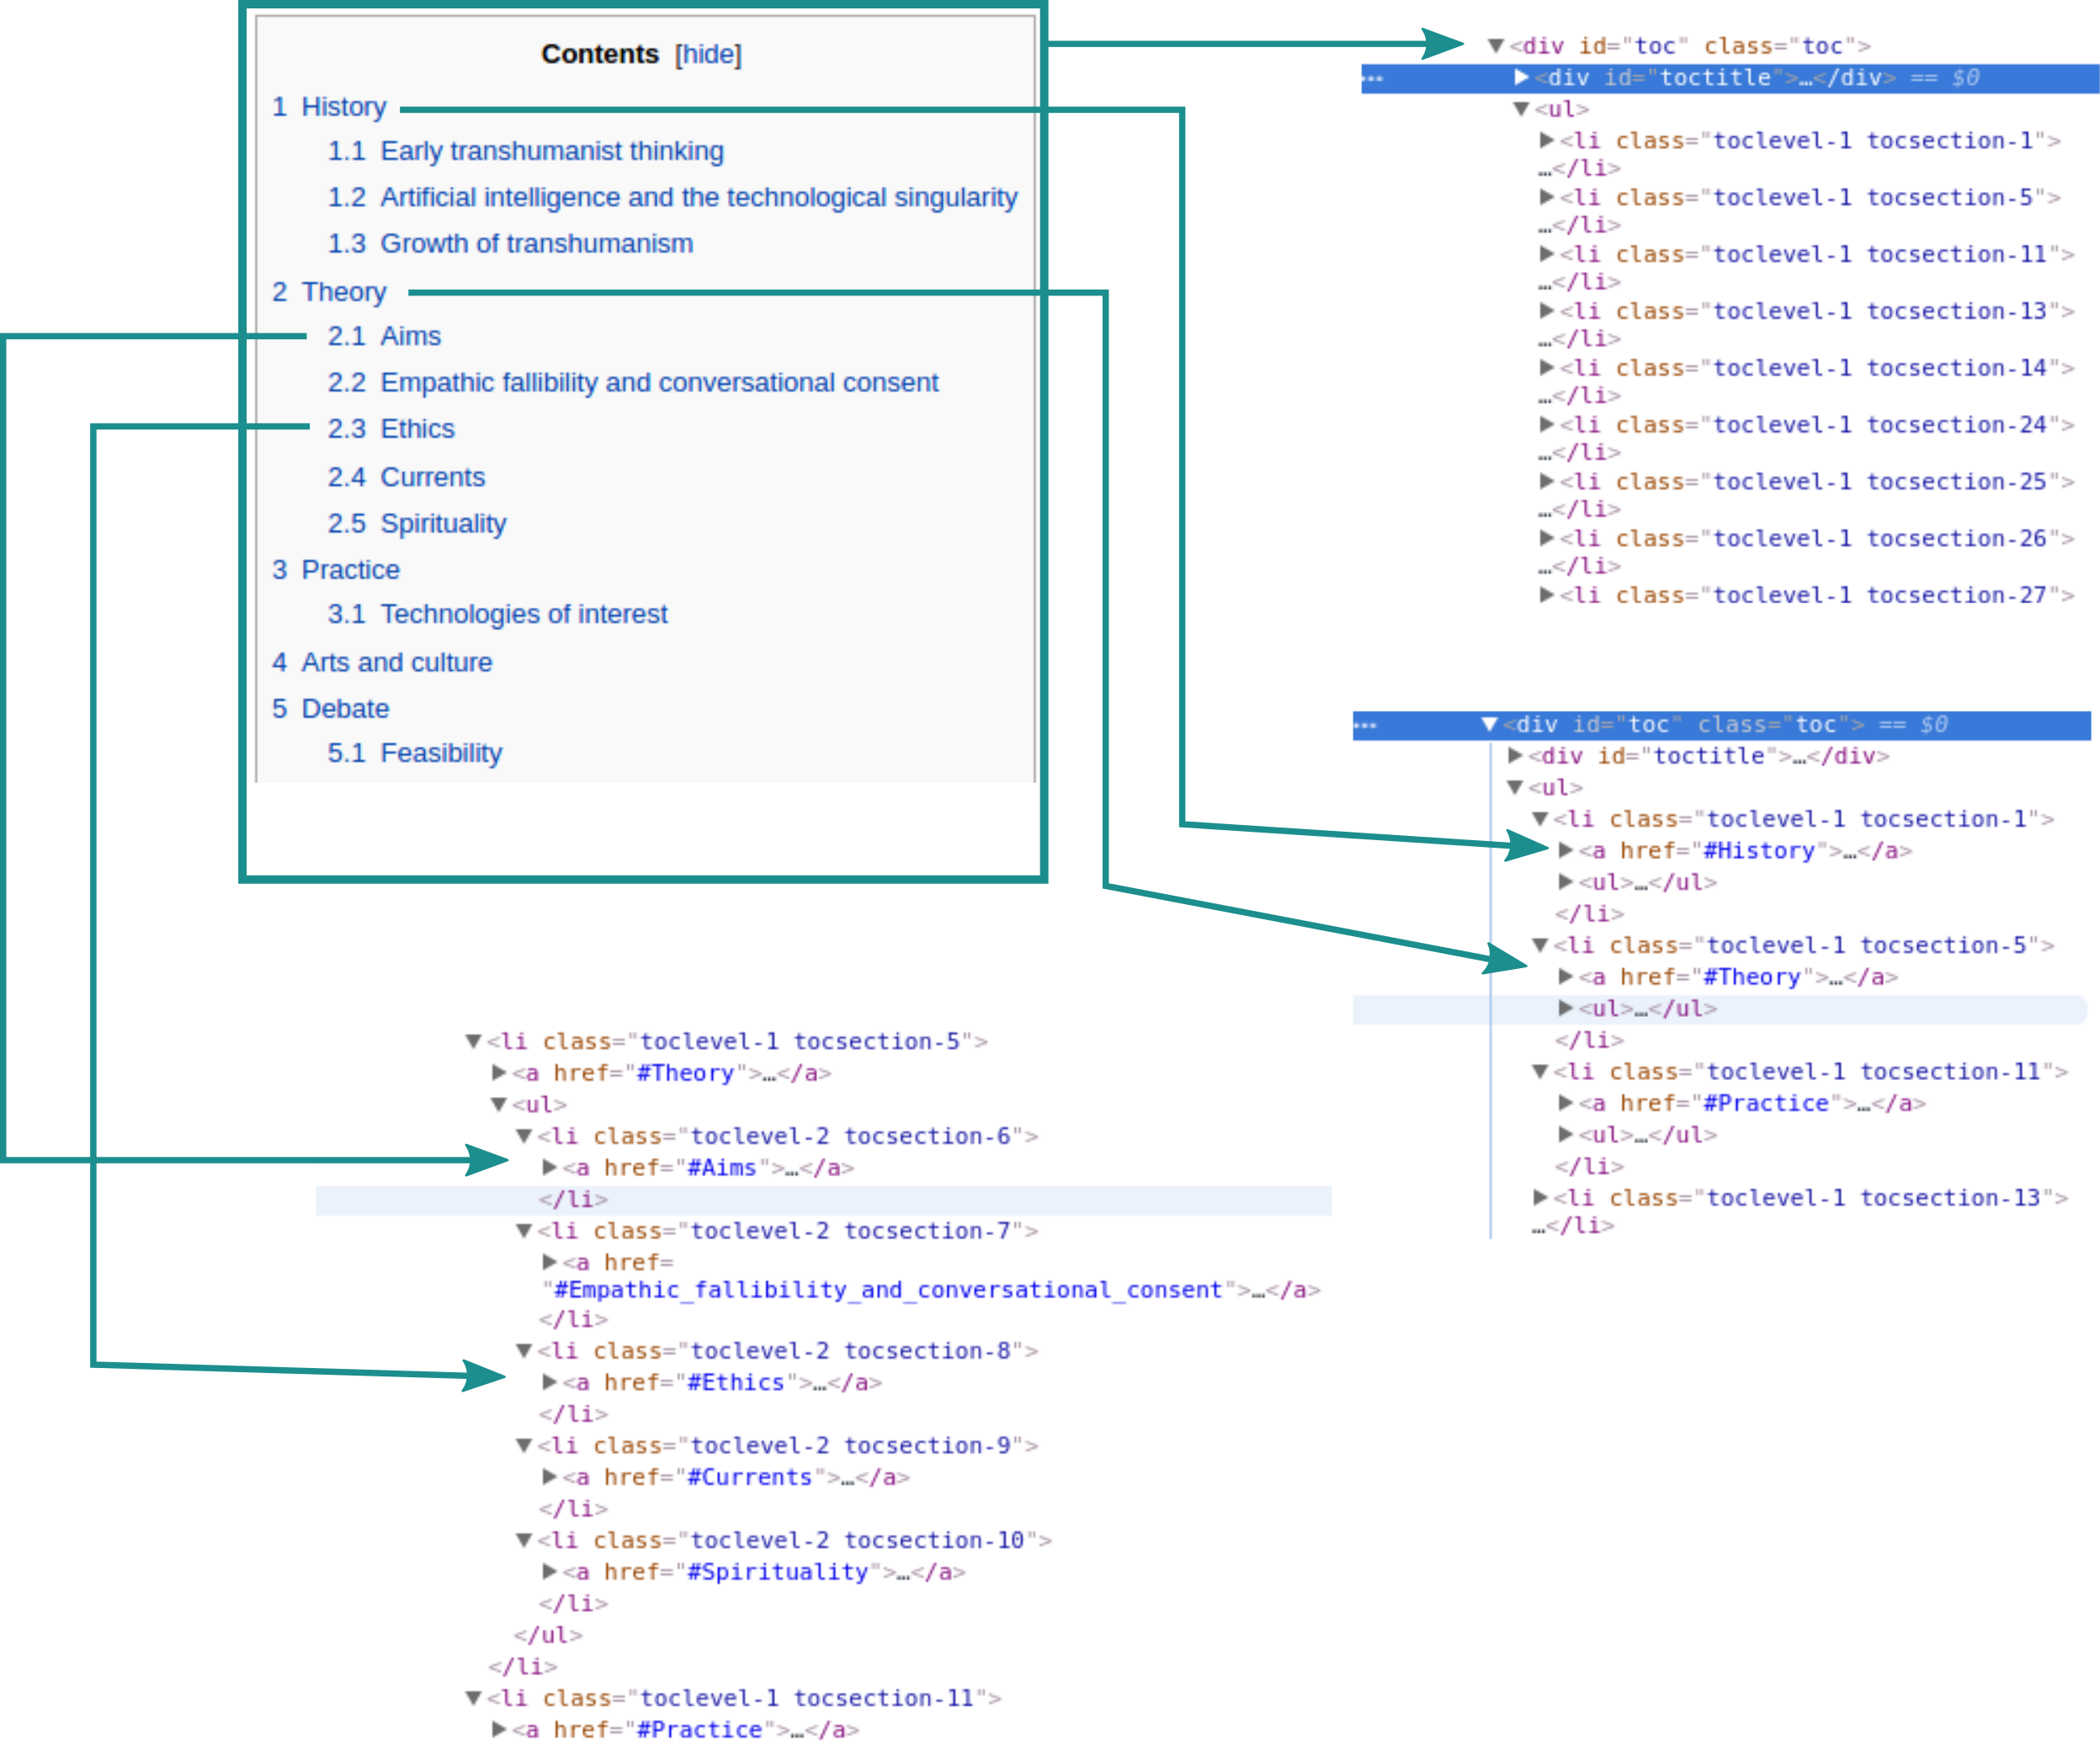 Contents [hide]
1 History
1.1 Early transhumanist thinking
1.2 Artificial intelligence and the technological singularity
1.3 Growth of transhumanism
2 Theory
2.1 Aims
2.2 Empathic fallibility and conversational consent
2.3 Ethics
2.4 Currents
2.5 Spirituality
3 Practice
3.1 Technologies of interest
4 Arts and culture
5 Debate
5.1 Feasibility
▼<div id="toc" class="toc">
… ▶<div id="toctitle">…</div> == $0
▼<ul>
▶<li class="toclevel-1 tocsection-1">
…</li>
▶<li class="toclevel-1 tocsection-5">
…</li>
▶<li class="toclevel-1 tocsection-11">
…</li>
▶<li class="toclevel-1 tocsection-13">
…</li>
▶<li class="toclevel-1 tocsection-14">
…</li>
▶<li class="toclevel-1 tocsection-24">
…</li>
▶<li class="toclevel-1 tocsection-25">
…</li>
▶<li class="toclevel-1 tocsection-26">
…</li>
▶<li class="toclevel-1 tocsection-27">
… ▼<div id="toc" class="toc"> == $0
▶<div id="toctitle">…</div>
▼<ul>
▼<li class="toclevel-1 tocsection-1">
▶<a href="#History">…</a>
▶<ul>…</ul>
</li>
▼<li class="toclevel-1 tocsection-5">
▶<a href="#Theory">…</a>
▶<ul>…</ul>
</li>
▼<li class="toclevel-1 tocsection-11">
▶<a href="#Practice">…</a>
▶<ul>…</ul>
</li>
▶<li class="toclevel-1 tocsection-13">
…</li>
▼<li class="toclevel-1 tocsection-5">
▶<a href="#Theory">…</a>
▼<ul>
▼<li class="toclevel-2 tocsection-6">
▶<a href="#Aims">…</a>
</li>
▼<li class="toclevel-2 tocsection-7">
▶<a href=
"#Empathic_fallibility_and_conversational_consent">…</a>
</li>
▼<li class="toclevel-2 tocsection-8">
▶<a href="#Ethics">…</a>
</li>
▼<li class="toclevel-2 tocsection-9">
▶<a href="#Currents">…</a>
</li>
▼<li class="toclevel-2 tocsection-10">
▶<a href="#Spirituality">…</a>
</li>
</ul>
</li>
▼<li class="toclevel-1 tocsection-11">
▶<a href="#Practice">…</a>